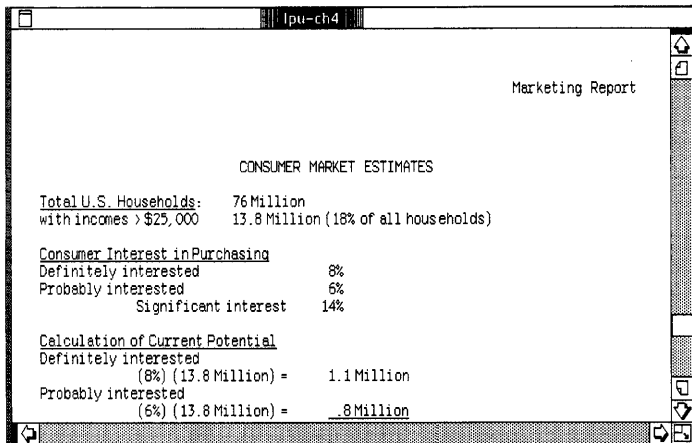 lpu-ch4
Marketing Report
CONSUMER MARKET ESTIMATES
Total U.S. Households: 76 Million
with incomes > $25,000 13.8 Million (18% of all households)
Consumer Interest in Purchasing
Definitely interested 8%
Probably interested 6%
Significant interest 14%
Calculation of Current Potential
Definitely interested
(8%) (13.8 Million) = 1.1 Million
Probably interested
(6%) (13.8 Million) = .8 Million